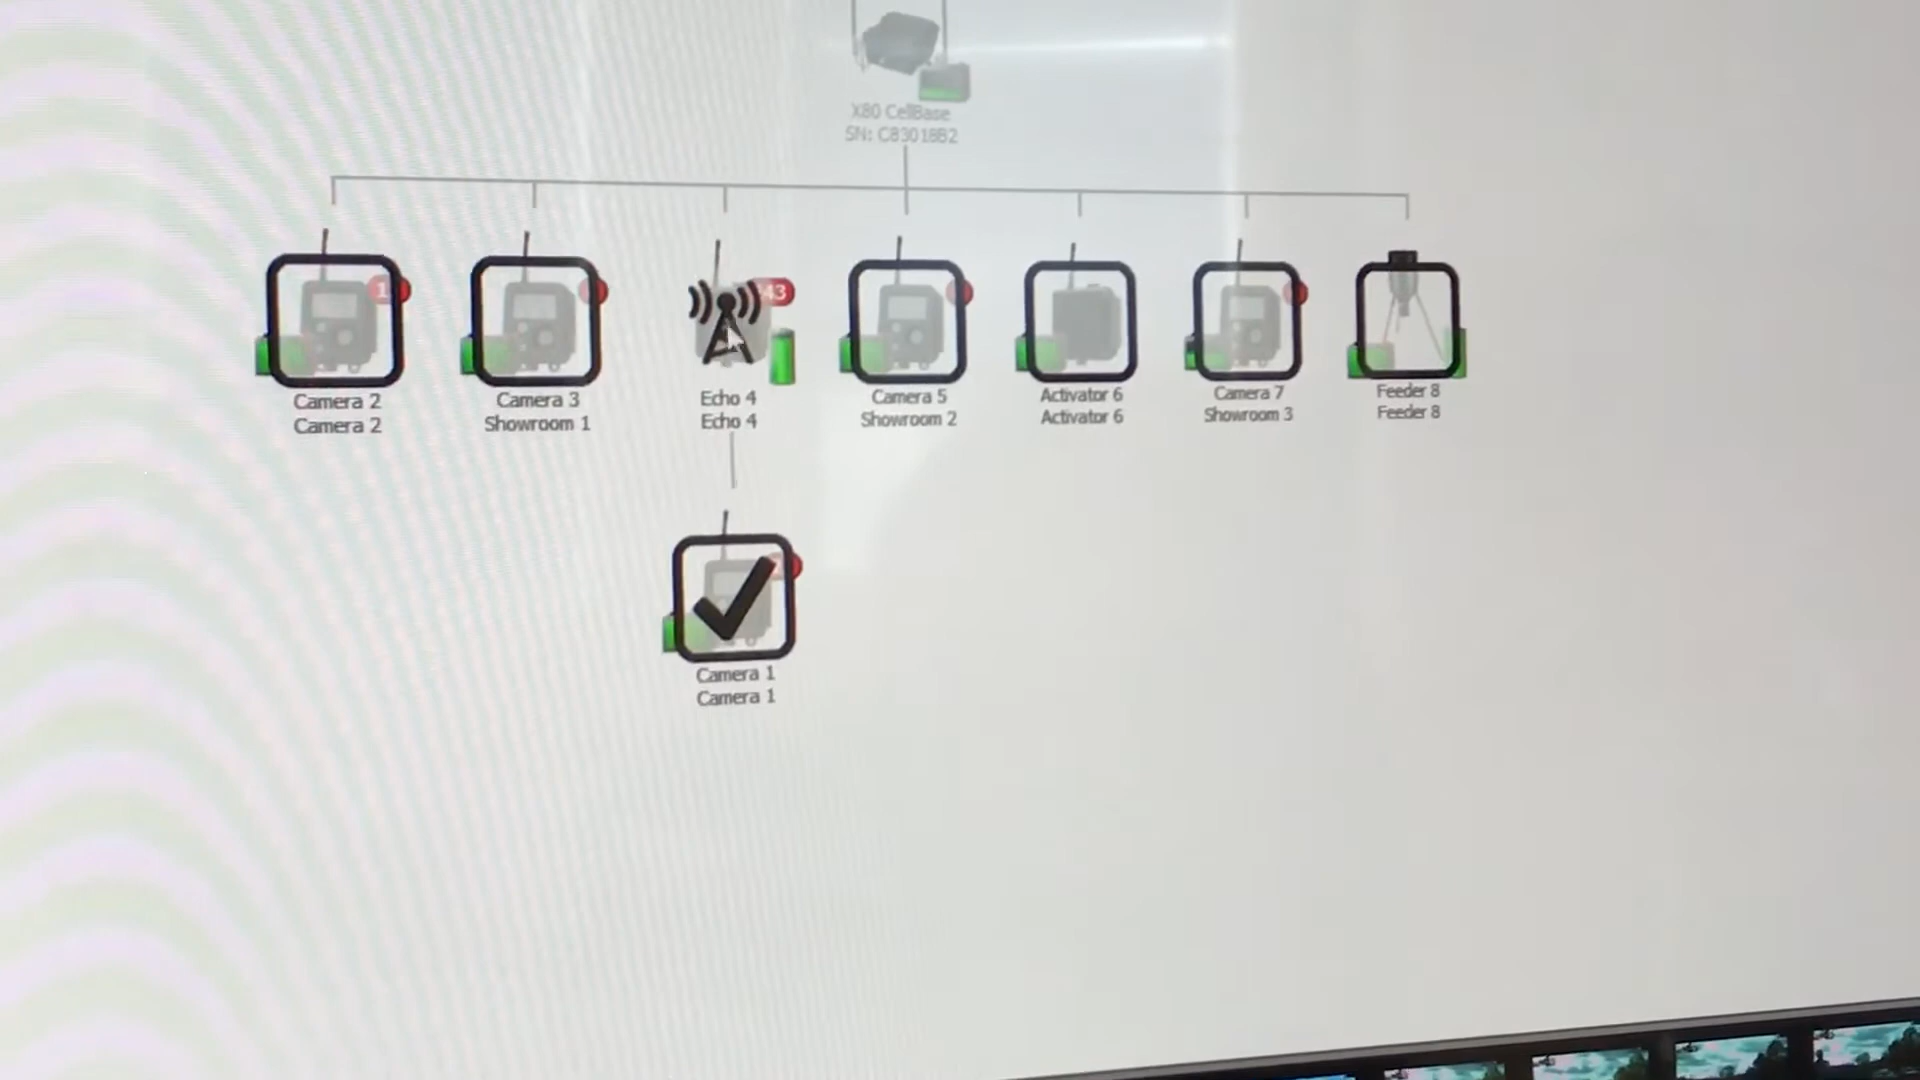 X80 CellBase
SN: C83018B2
Camera 2
Camera 2
Camera 3
Showroom 1
Echo 4
Echo 4
Camera 5
Showroom 2
Activator 6
Activator 6
Camera 7
Showroom 3
Feeder 8
Feeder 8
Camera 1
Camera 1